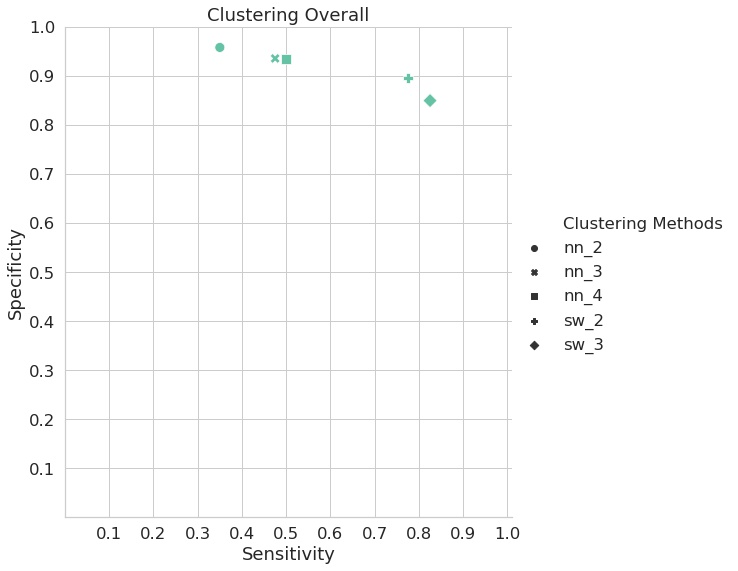 Clustering Overall
1.0
0.9
0.8
0.7
0.6
0.5
0.4
0.3
0.2
0.1
Specificity
0.1 0.2 0.3 0.4 0.5 0.6 0.7 0.8 0.9 1.0
Sensitivity
Clustering Methods
nn_2
nn_3
nn_4
sw_2
sw_3